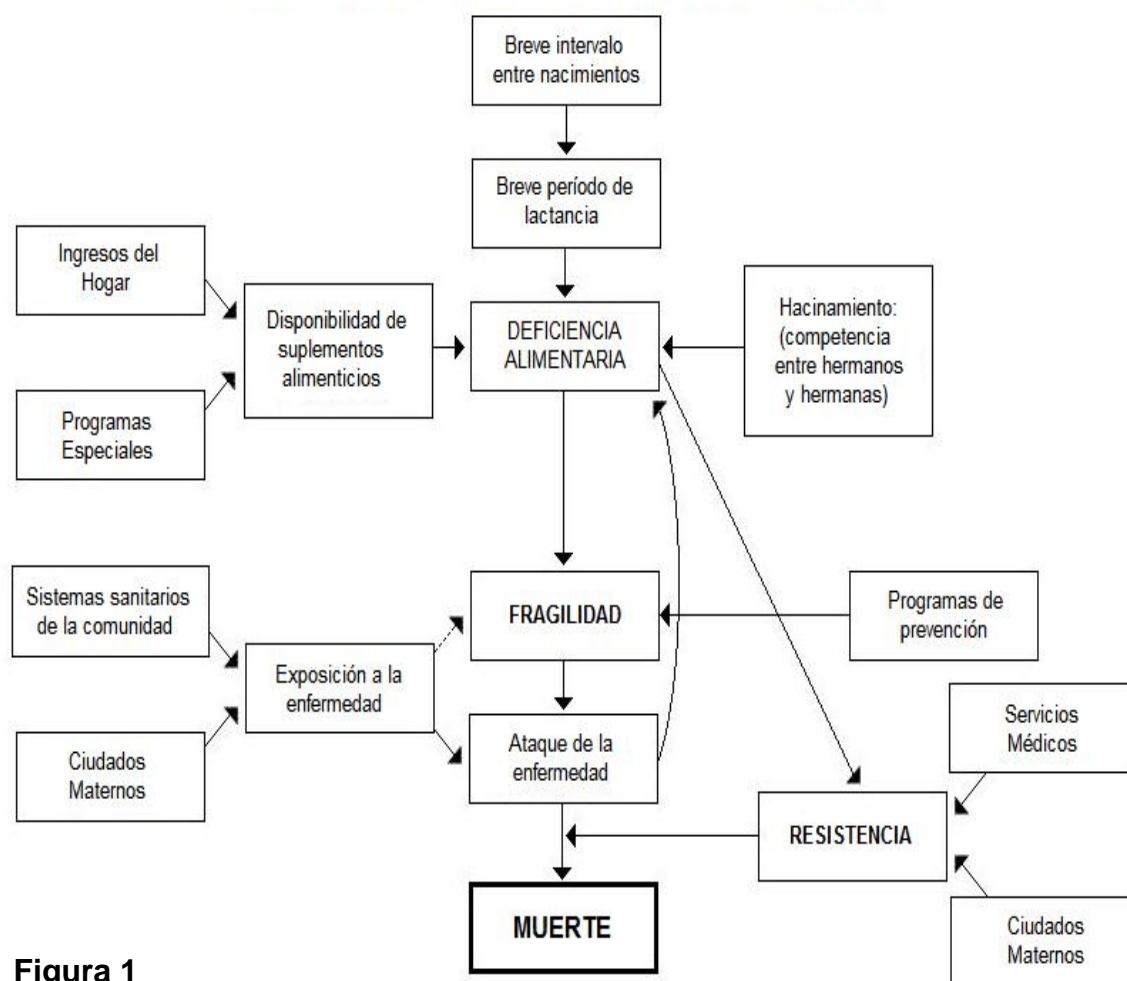 Breve intervalo
entre nacimientos
Breve período de
lactancia
Ingresos del
Hogar
Disponibilidad de
suplementos
alimenticios
DEFICIENCIA
ALIMENTARIA
Hacinamiento:
(competencia
entre hermanos
y hermanas)
Programas
Especiales
Sistemas sanitarios
de la comunidad
FRAGILIDAD
Programas de
prevención
Exposición a la
enfermedad
Ciudados
Maternos
Ataque de la
enfermedad
Servicios
Médicos
RESISTENCIA
MUERTE
Ciudados
Maternos
Figura 1